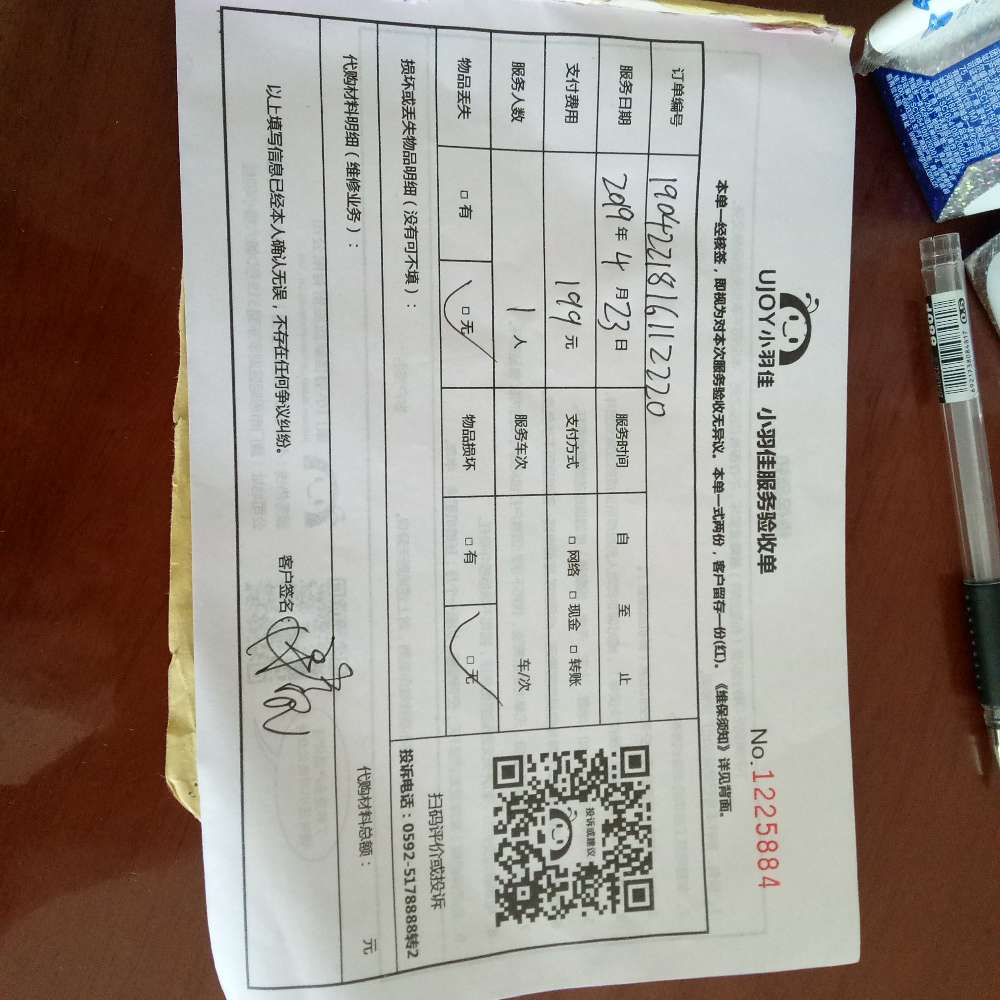 UJOY小羽佳 小羽佳服务验收单
No.1225884
本单一经核签，即视为对本次服务验收无异议。本单一式两份，客户留存一份(红)。《维保须知》详见背面。
订单编号 1904221816112220
服务日期 2019年4月23日 服务时间 自 至 止
支付费用 199元 支付方式 □网络 □现金 □转账
服务人数 1人 服务车次 车/次
物品丢失 □有 □无 物品损坏 □有 □无
投诉或建议
扫码评价或投诉
投诉电话：0592-5178888转2
损坏或丢失物品明细（没有可不填）：
代购材料明细（维修业务）： 代购材料总额： 元
以上填写信息已经本人确认无误，不存在任何争议纠纷。 客户签名：
6921738084857